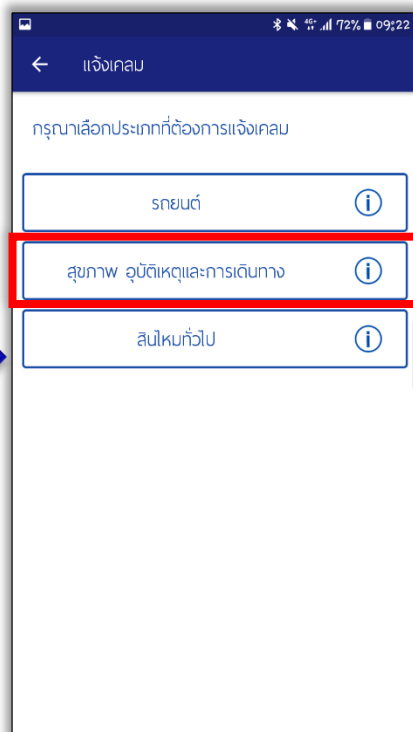 4G+ 72% 09:22
แจ้งเคลม
กรุณาเลือกประเภทที่ต้องการแจ้งเคลม
รถยนต์
สุขภาพ อุบัติเหตุและการเดินทาง
สินไหมทั่วไป